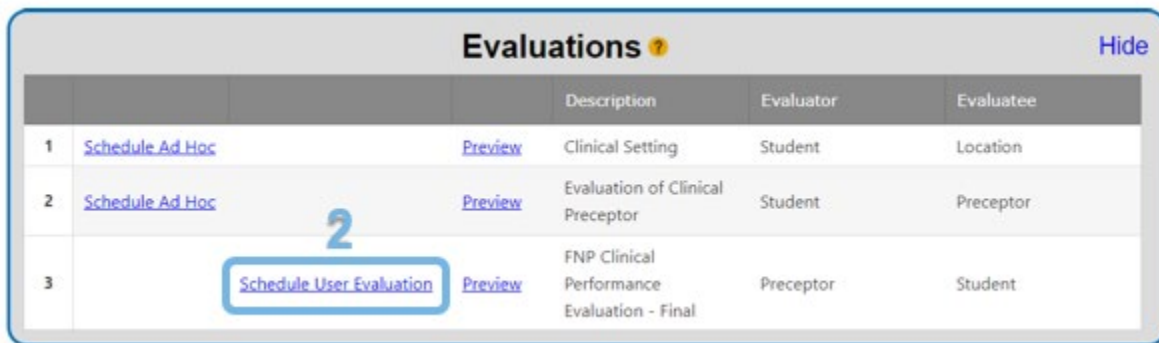 Evaluations ?
Hide
Description Evaluator Evaluatee
1 Schedule Ad Hoc Preview Clinical Setting Student Location
2 Schedule Ad Hoc Preview Evaluation of Clinical Preceptor Student Preceptor
2
3 Schedule User Evaluation Preview FNP Clinical Performance Evaluation - Final Preceptor Student